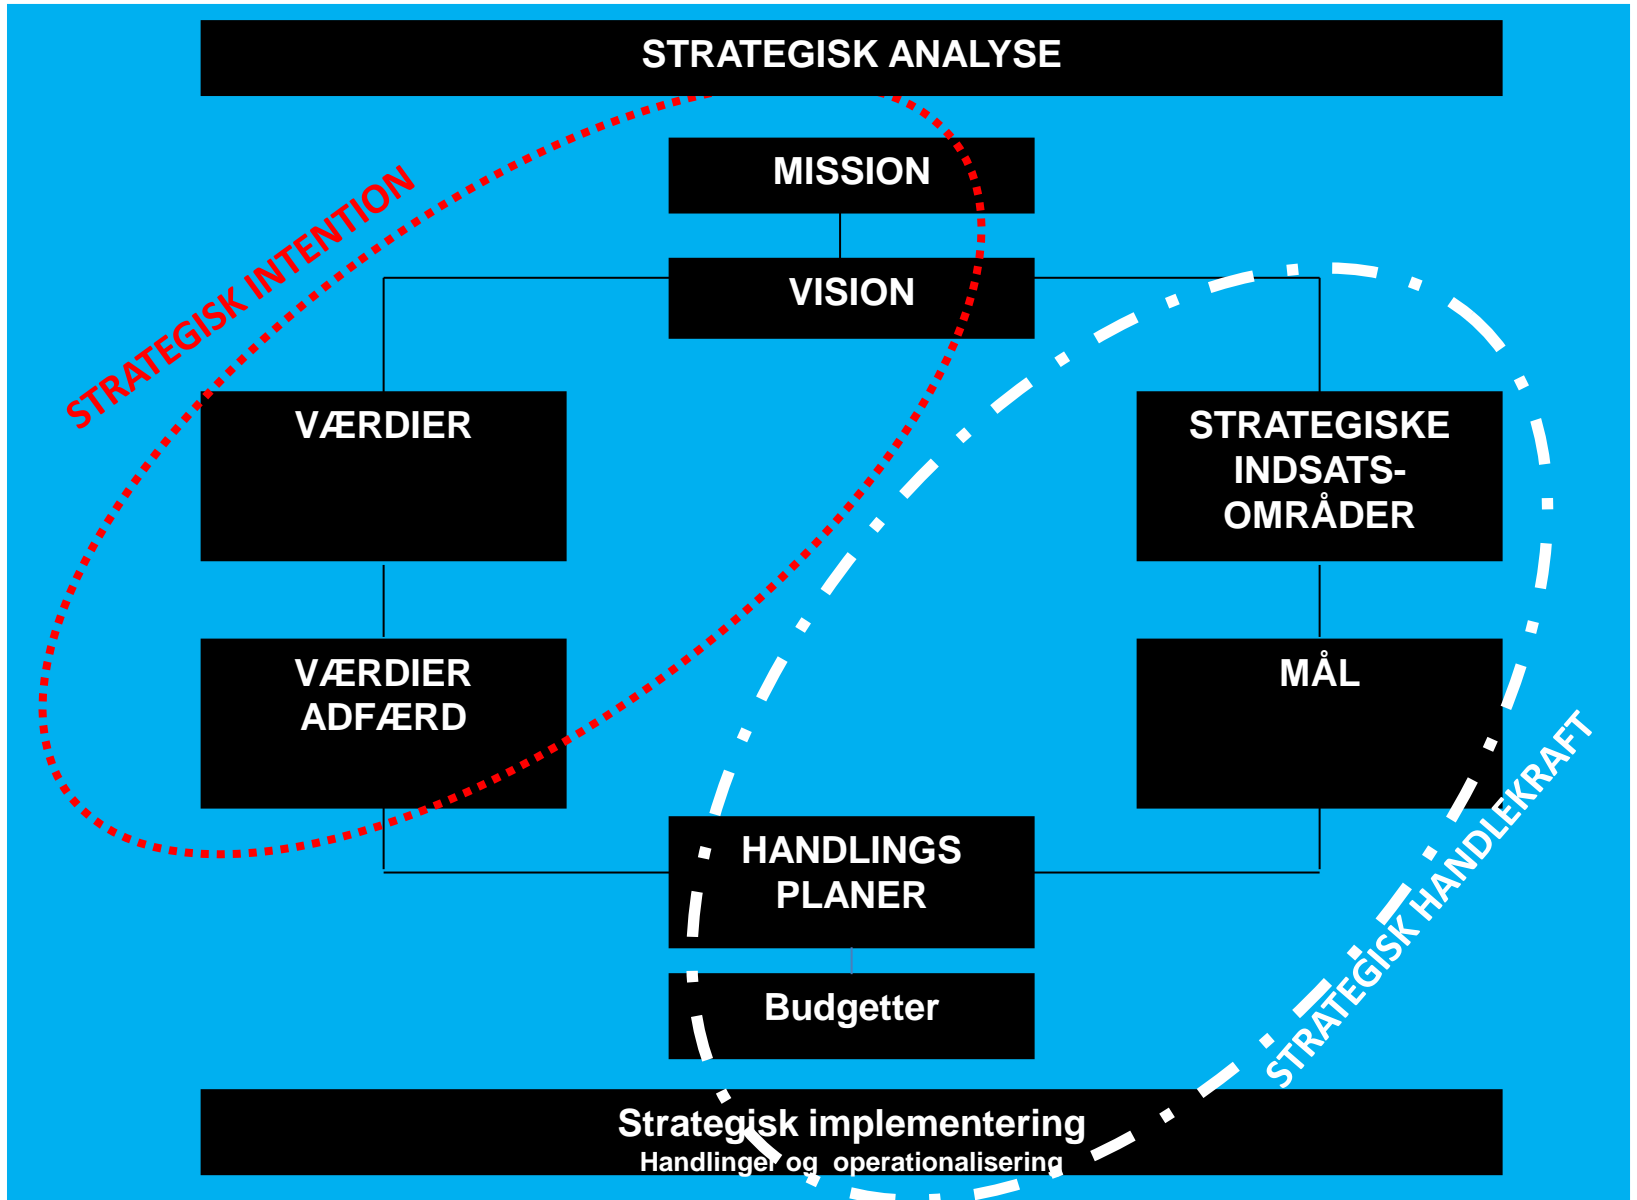 STRATEGISK ANALYSE
MISSION
STRATEGISK INTENTION
VISION
VÆRDIER
STRATEGISKE
INDSATS-
OMRÅDER
VÆRDIER
ADFÆRD
MÅL
HANDLINGS
PLANER
STRATEGISK HANDLEKRAFT
Budgetter
Strategisk implementering
Handlinger og  operationalisering